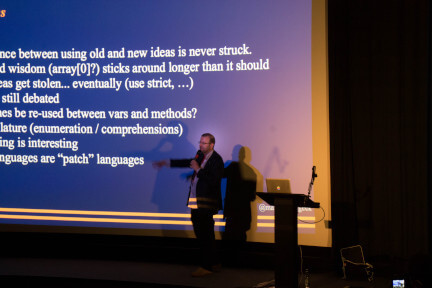 s
nce between using old and new ideas is never struck.
d wisdom (array[0]?) sticks around longer than it should
eas get stolen... eventually (use strict, ...)
still debated
nes be re-used between vars and methods?
lature (enumeration / comprehensions)
ing is interesting
nguages are “patch” languages